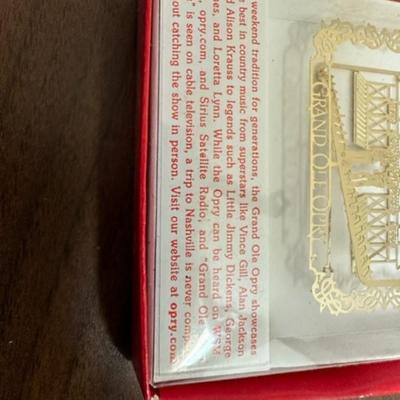 weekend tradition for generations, the Grand Ole Opry showcases
best in country music from superstars like Vince Gill, Alan Jackson
Alison Krauss to legends such as Little Jimmy Dickens, George
and Loretta Lynn. While the Opry can be heard on WSM
opry.com, and Sirius Satellite Radio, and "Grand Ole
is seen on cable television, a trip to Nashville is never
out catching the show in person. Visit our website at opry.com
GRAND OLE OPRY